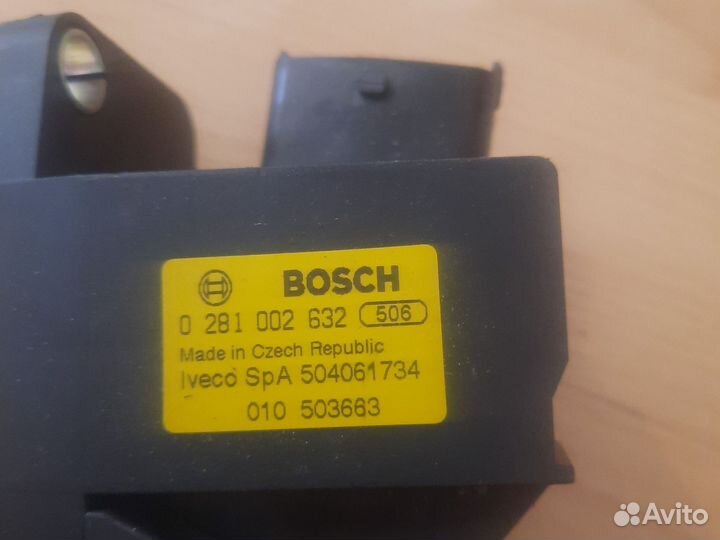 BOSCH
0 281 002 632 506
Made in Czech Republic
Iveco SpA 504061734
010 503663
Avito